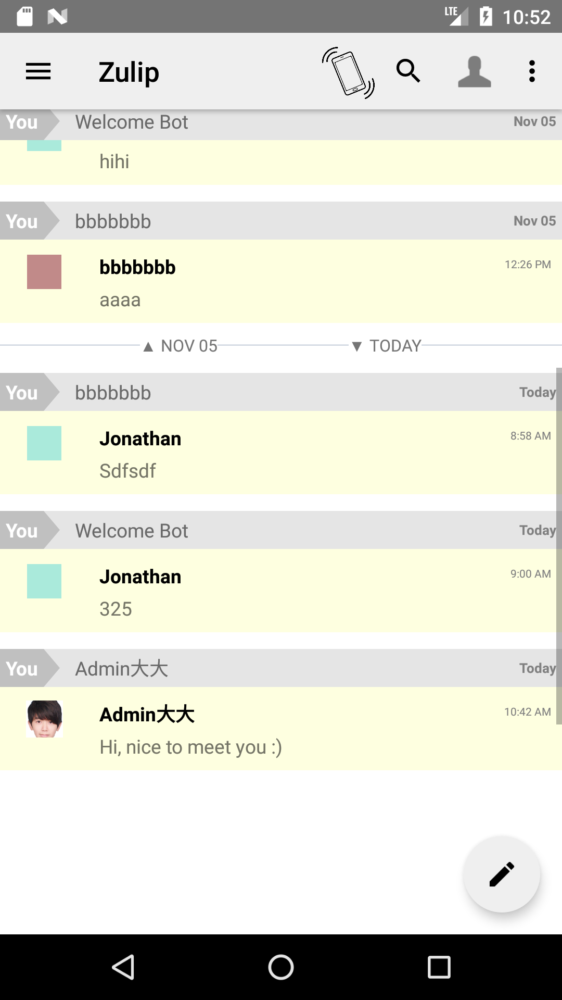 LTE 10:52
Zulip
You Welcome Bot Nov 05
hihi
You bbbbbbb Nov 05
bbbbbbb 12:26 PM
aaaa
▲ NOV 05 ▼ TODAY
You bbbbbbb Today
Jonathan 8:58 AM
Sdfsdf
You Welcome Bot Today
Jonathan 9:00 AM
325
You Admin大大 Today
Admin大大 10:42 AM
Hi, nice to meet you :)